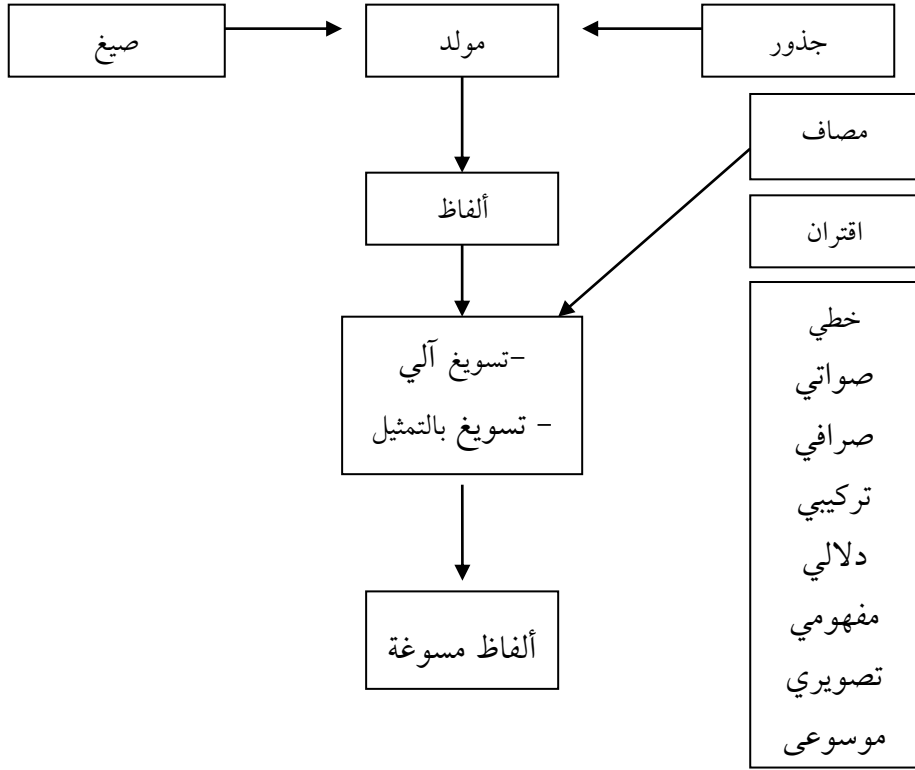 جذور
مولد
صيغ
مصاف
ألفاظ
اقتران
-تسويغ آلي
- تسويغ بالتمثيل
ألفاظ مسوغة
خطي
صواتي
صرافي
تركيبي
دلالي
مفهومي
تصويري
موسوعي